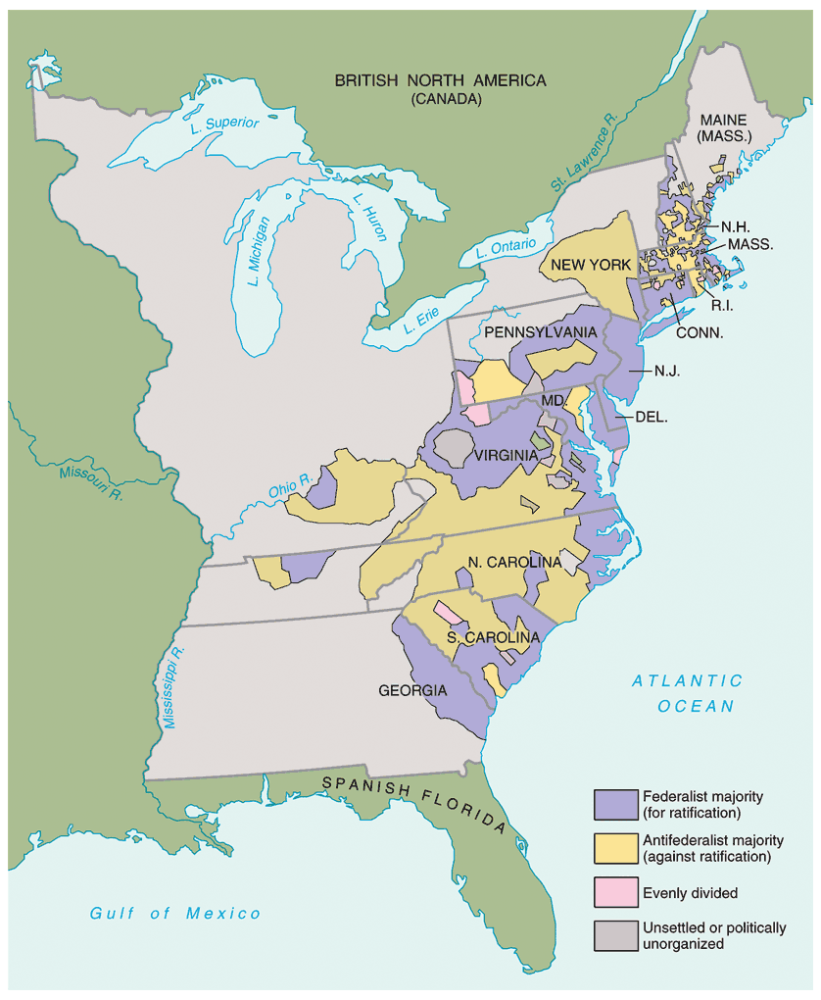 BRITISH NORTH AMERICA
(CANADA)
MAINE
(MASS.)
L. Superior
St. Lawrence R.
L. Huron
L. Michigan
L. Ontario
N.H.
MASS.
NEW YORK
R.I.
L. Erie
CONN.
PENNSYLVANIA
N.J.
MD.
DEL.
VIRGINIA
Missouri R.
Ohio R.
N. CAROLINA
S. CAROLINA
Mississippi R.
GEORGIA
ATLANTIC
OCEAN
SPANISH FLORIDA
Gulf of Mexico
Federalist majority
(for ratification)
Antifederalist majority
(against ratification)
Evenly divided
Unsettled or politically
unorganized